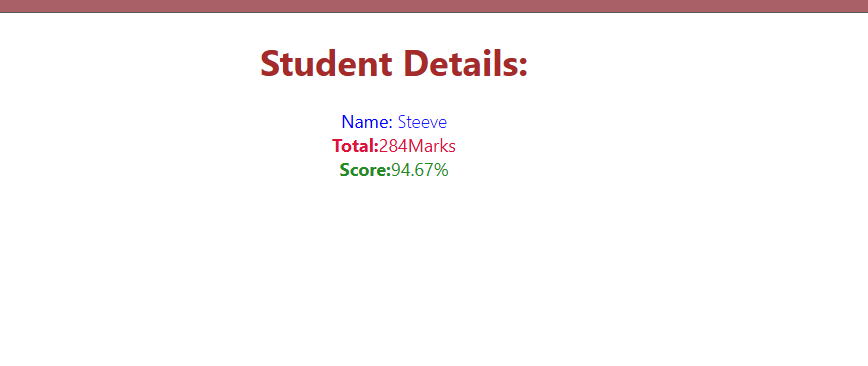 Student Details:
Name: Steeve
Total:284Marks
Score:94.67%